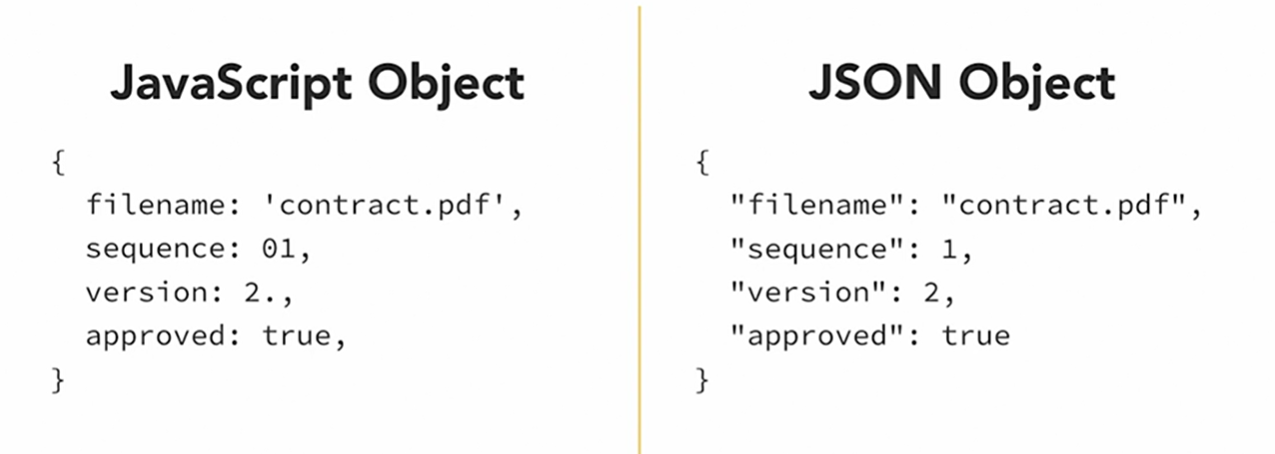 JavaScript Object
{
filename: 'contract.pdf',
sequence: 01,
version: 2.,
approved: true,
}
JSON Object
{
"filename": "contract.pdf",
"sequence": 1,
"version": 2,
"approved": true
}